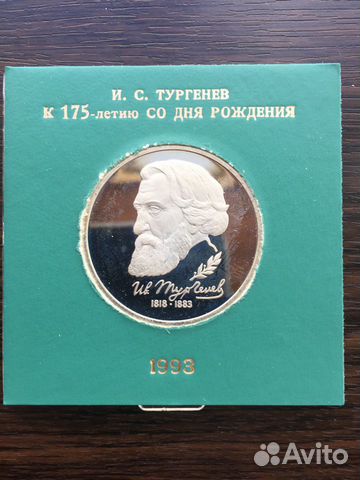 И. С. ТУРГЕНЕВ
К 175-летию СО ДНЯ РОЖДЕНИЯ
Ив. Тургенев
1818 · 1883
1993
Avito